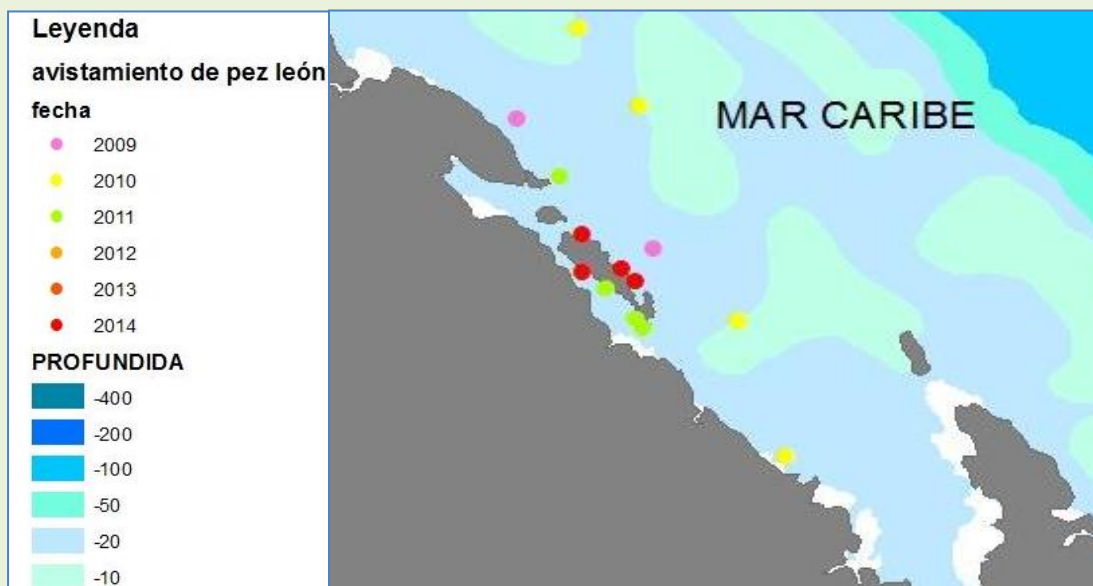 Leyenda
avistamiento de pez león
fecha
2009
2010
2011
2012
2013
2014
PROFUNDIDA
-400
-200
-100
-50
-20
-10
MAR CARIBE